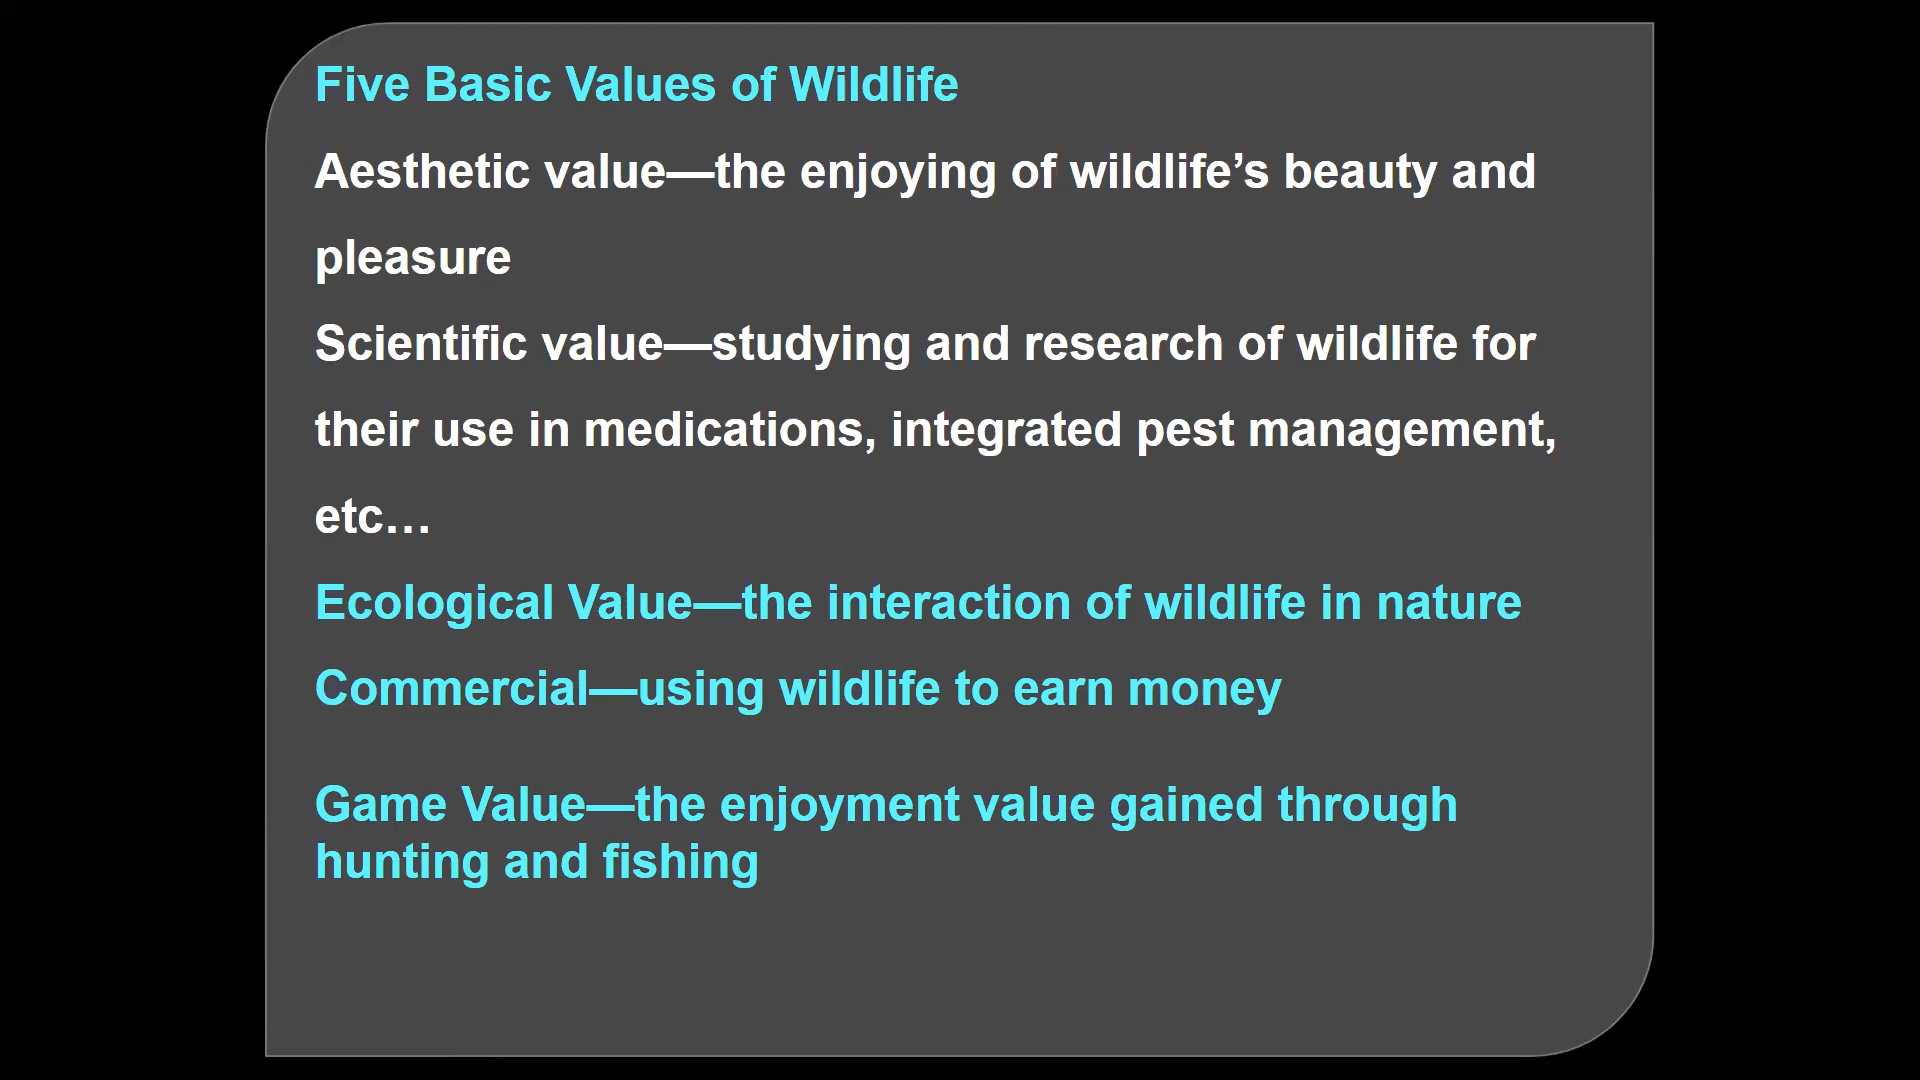 Five Basic Values of Wildlife
Aesthetic value—the enjoying of wildlife’s beauty and
pleasure
Scientific value—studying and research of wildlife for
their use in medications, integrated pest management,
etc…
Ecological Value—the interaction of wildlife in nature
Commercial—using wildlife to earn money
Game Value—the enjoyment value gained through
hunting and fishing